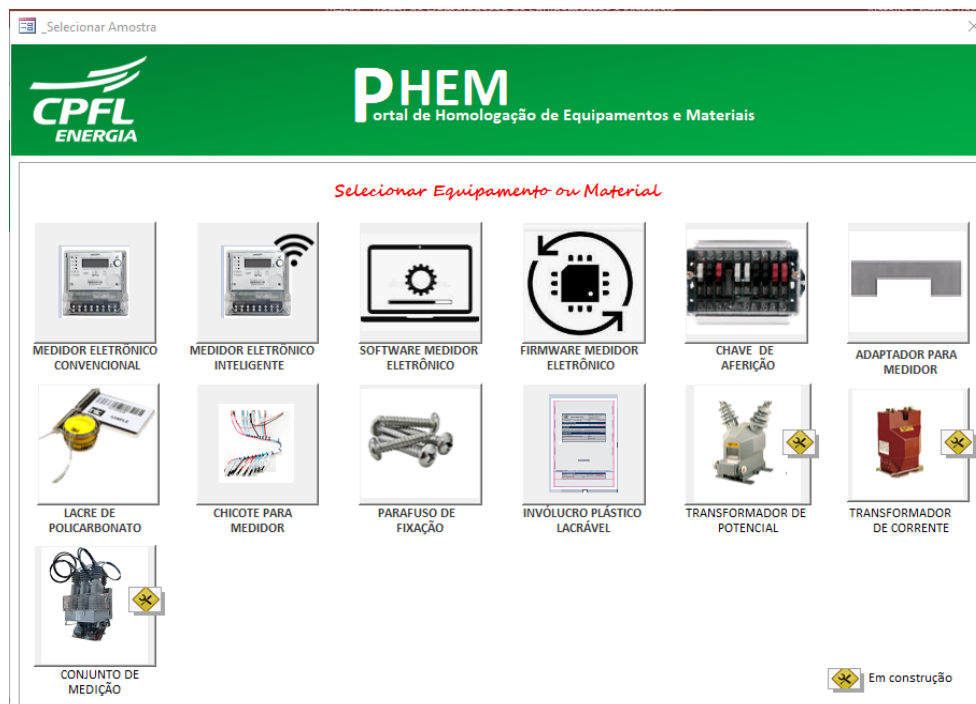 _Selecionar Amostra
CPFL
ENERGIA
PHEM
ortal de Homologação de Equipamentos e Materiais
Selecionar Equipamento ou Material
MEDIDOR ELETRÔNICO
CONVENCIONAL
MEDIDOR ELETRÔNICO
INTELIGENTE
SOFTWARE MEDIDOR
ELETRÔNICO
FIRMWARE MEDIDOR
ELETRÔNICO
CHAVE DE
AFERIÇÃO
ADAPTADOR PARA
MEDIDOR
LACRE DE
POLICARBONATO
CHICOTE PARA
MEDIDOR
PARAFUSO DE
FIXAÇÃO
INVÓLUCRO PLÁSTICO
LACRÁVEL
TRANSFORMADOR DE
POTENCIAL
TRANSFORMADOR
DE CORRENTE
CONJUNTO DE
MEDIÇÃO
Em construção